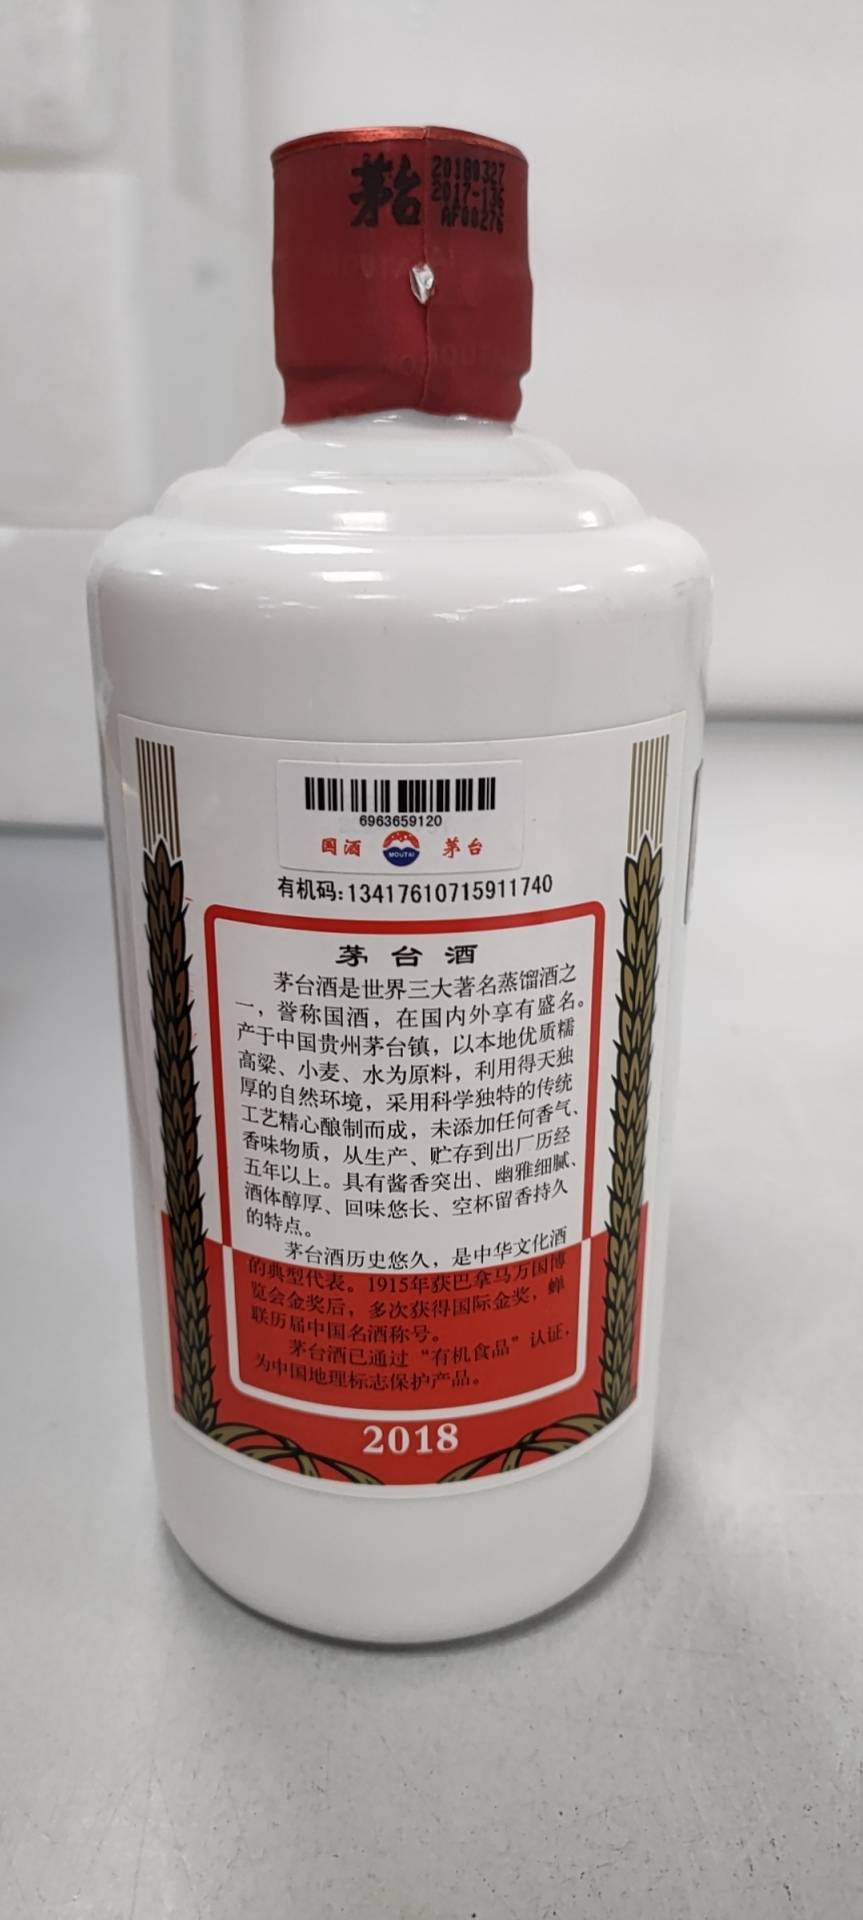 茅台
20180327
2017-136
AF00276
6963659120
国酒 MOUTAI 茅台
有机码:13417610715911740
茅台酒
茅台酒是世界三大著名蒸馏酒之
一，誉称国酒，在国内外享有盛名。
产于中国贵州茅台镇，以本地优质糯
高粱、小麦、水为原料，利用得天独
厚的自然环境，采用科学独特的传统
工艺精心酿制而成，未添加任何香气、
香味物质，从生产、贮存到出厂历经
五年以上。具有酱香突出、幽雅细腻、
酒体醇厚、回味悠长、空杯留香持久
的特点。
茅台酒历史悠久，是中华文化酒
的典型代表。1915年获巴拿马万国博
览会金奖后，多次获得国际金奖，蝉
联历届中国名酒称号。
茅台酒已通过“有机食品”认证，
为中国地理标志保护产品。
2018